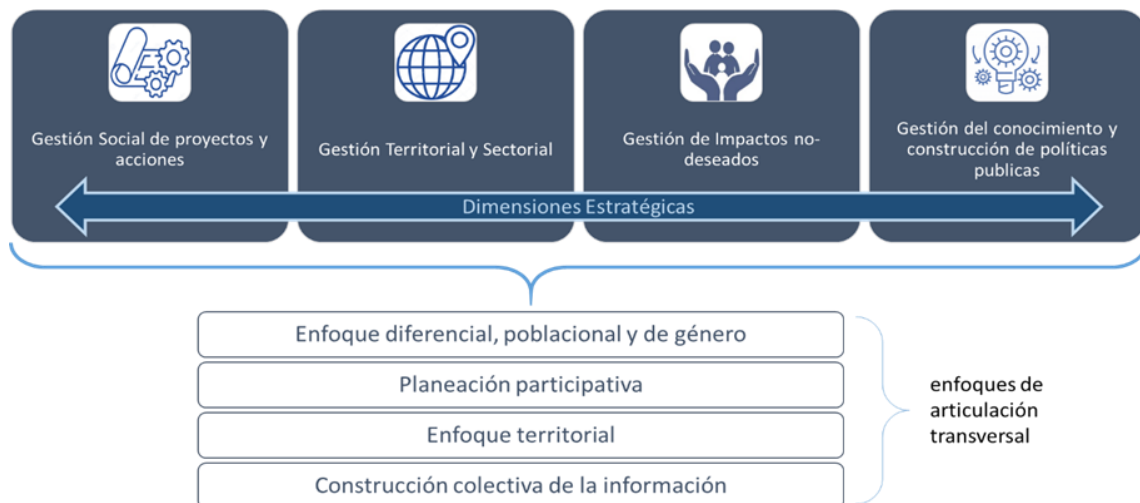 Gestión Social de proyectos y
acciones
Gestión Territorial y Sectorial
Gestión de Impactos no-
deseados
Gestión del conocimiento y
construcción de políticas
publicas
Dimensiones Estratégicas
Enfoque diferencial, poblacional y de género
Planeación participativa
Enfoque territorial
Construcción colectiva de la información
enfoques de
articulación
transversal